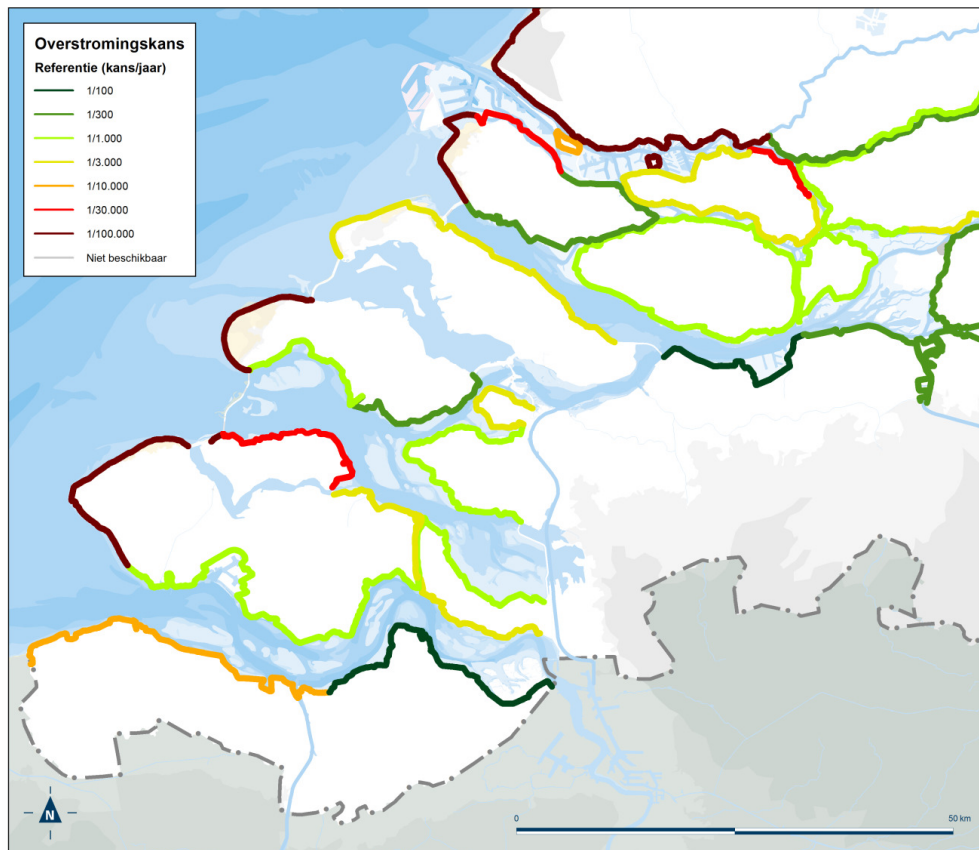 Overstromingskans
Referentie (kans/jaar)
1/100
1/300
1/1.000
1/3.000
1/10.000
1/30.000
1/100.000
Niet beschikbaar
N
0
50 km